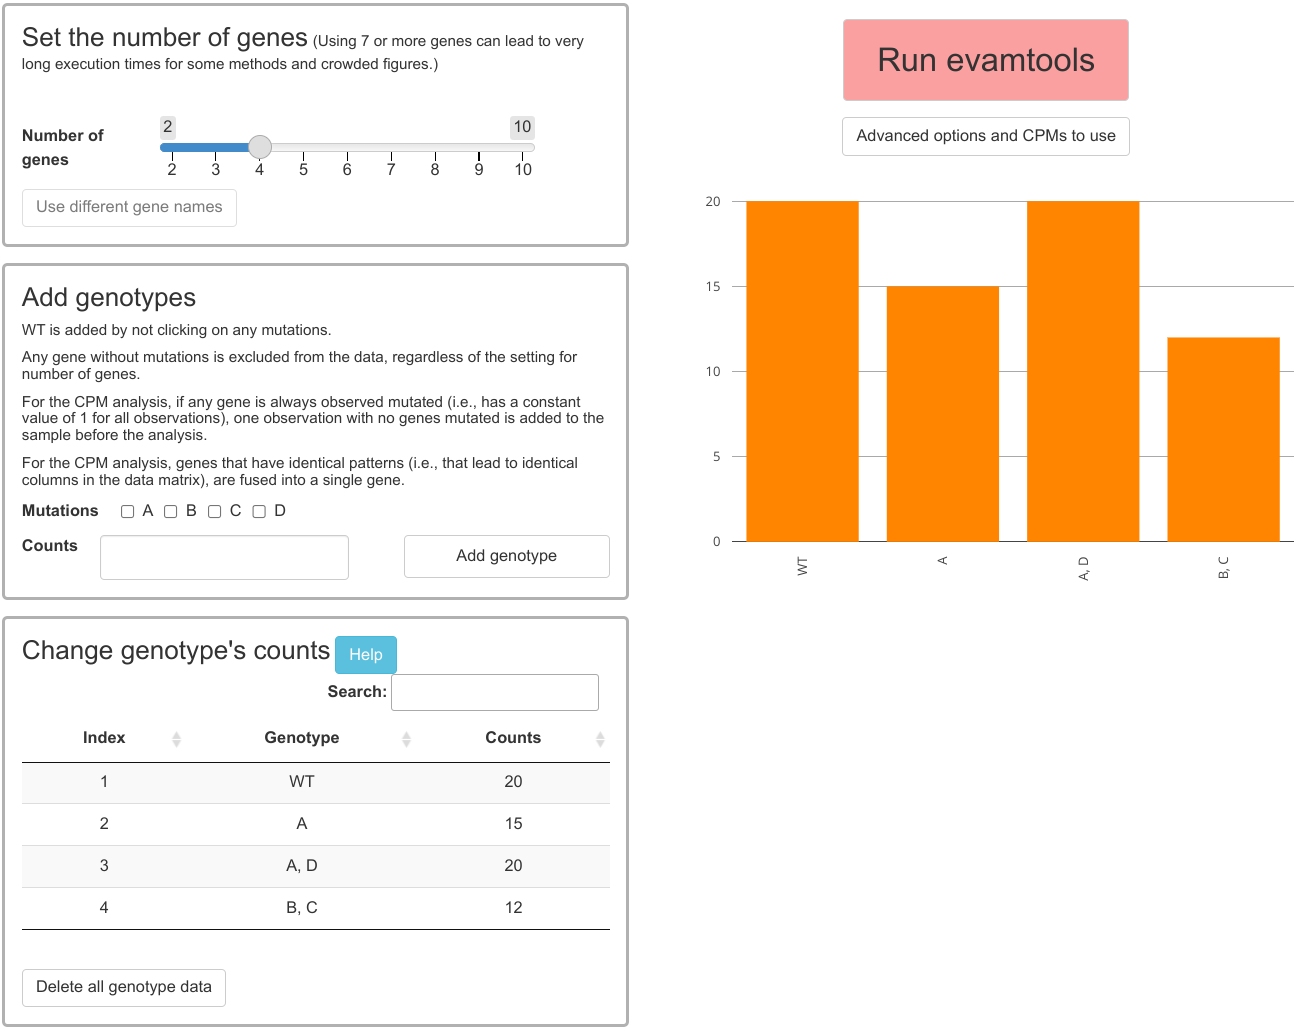 Set the number of genes (Using 7 or more genes can lead to very
long execution times for some methods and crowded figures.)
Number of
genes
2
10
2 3 4 5 6 7 8 9 10
Use different gene names
Add genotypes
WT is added by not clicking on any mutations.
Any gene without mutations is excluded from the data, regardless of the setting for
number of genes.
For the CPM analysis, if any gene is always observed mutated (i.e., has a constant
value of 1 for all observations), one observation with no genes mutated is added to the
sample before the analysis.
For the CPM analysis, genes that have identical patterns (i.e., that lead to identical
columns in the data matrix), are fused into a single gene.
Mutations A B C D
Counts
Add genotype
Change genotype's counts Help
Search:
Index Genotype Counts
1 WT 20
2 A 15
3 A, D 20
4 B, C 12
Delete all genotype data
Run evamtools
Advanced options and CPMs to use
20
15
10
5
0
WT
A
A, D
B, C